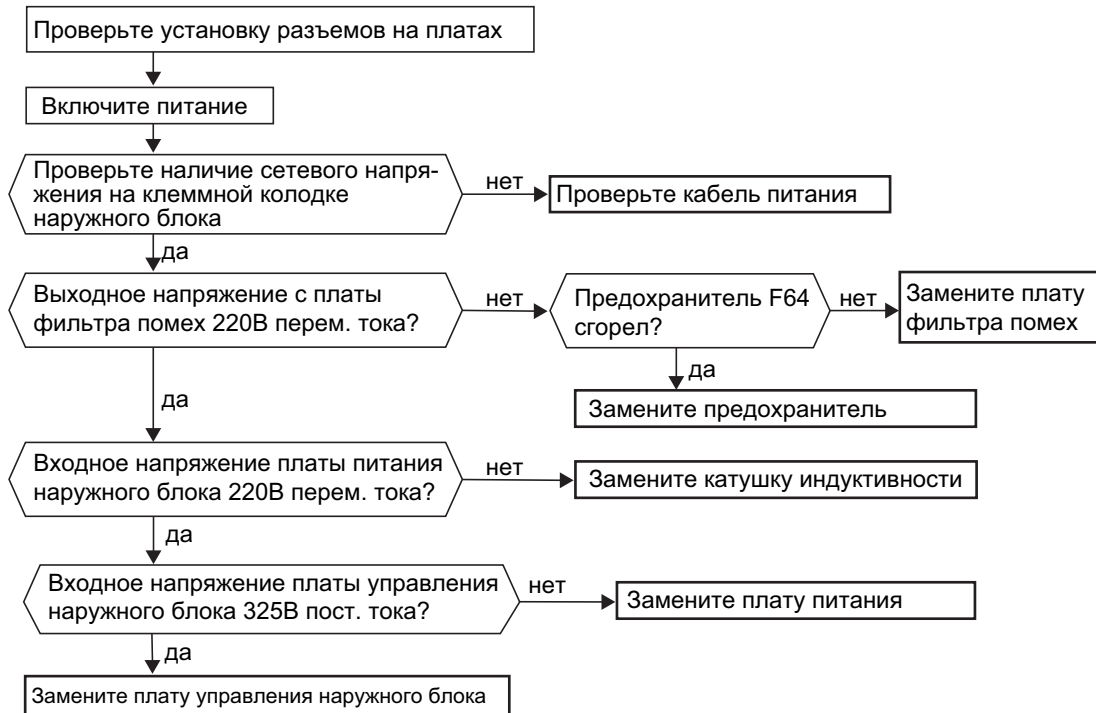 Проверьте установку разъемов на платах
Включите питание
Проверьте наличие сетевого напря-
жения на клеммной колодке
наружного блока
нет
Проверьте кабель питания
да
Выходное напряжение с платы
фильтра помех 220В перем. тока?
нет
Предохранитель F64
сгорел?
нет
Замените плату
фильтра помех
да
Замените предохранитель
да
Входное напряжение платы питания
наружного блока 220В перем. тока?
нет
Замените катушку индуктивности
да
Входное напряжение платы управления
наружного блока 325В пост. тока?
нет
Замените плату питания
да
Замените плату управления наружного блока